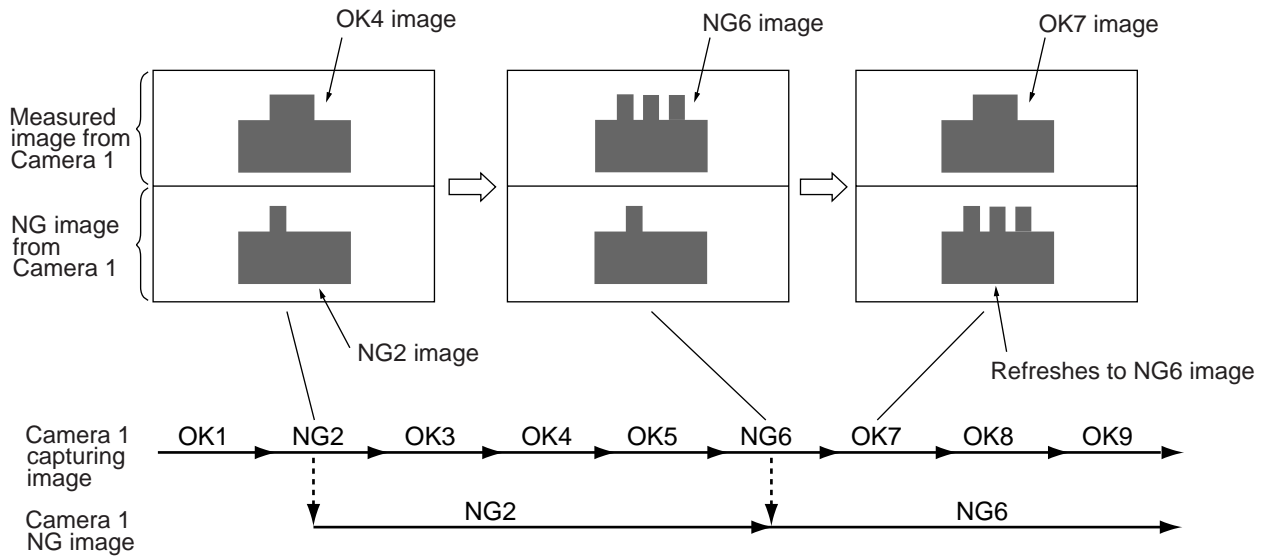 OK4 image
NG6 image
OK7 image
Measured
image from
Camera 1
NG image
from
Camera 1
NG2 image
Refreshes to NG6 image
Camera 1
capturing
image
OK1 NG2 OK3 OK4 OK5 NG6 OK7 OK8 OK9
Camera 1
NG image
NG2 NG6